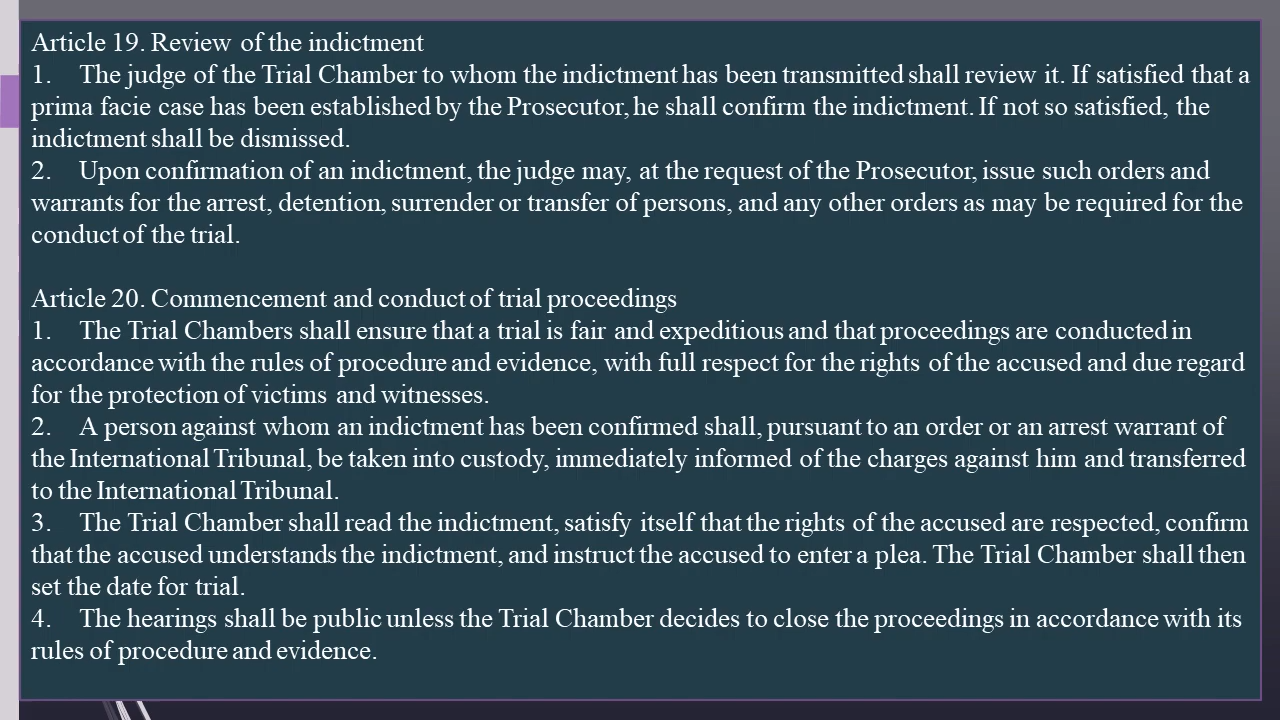 Article 19. Review of the indictment
1. The judge of the Trial Chamber to whom the indictment has been transmitted shall review it. If satisfied that a
prima facie case has been established by the Prosecutor, he shall confirm the indictment. If not so satisfied, the
indictment shall be dismissed.
2. Upon confirmation of an indictment, the judge may, at the request of the Prosecutor, issue such orders and
warrants for the arrest, detention, surrender or transfer of persons, and any other orders as may be required for the
conduct of the trial.
Article 20. Commencement and conduct of trial proceedings
1. The Trial Chambers shall ensure that a trial is fair and expeditious and that proceedings are conducted in
accordance with the rules of procedure and evidence, with full respect for the rights of the accused and due regard
for the protection of victims and witnesses.
2. A person against whom an indictment has been confirmed shall, pursuant to an order or an arrest warrant of
the International Tribunal, be taken into custody, immediately informed of the charges against him and transferred
to the International Tribunal.
3. The Trial Chamber shall read the indictment, satisfy itself that the rights of the accused are respected, confirm
that the accused understands the indictment, and instruct the accused to enter a plea. The Trial Chamber shall then
set the date for trial.
4. The hearings shall be public unless the Trial Chamber decides to close the proceedings in accordance with its
rules of procedure and evidence.